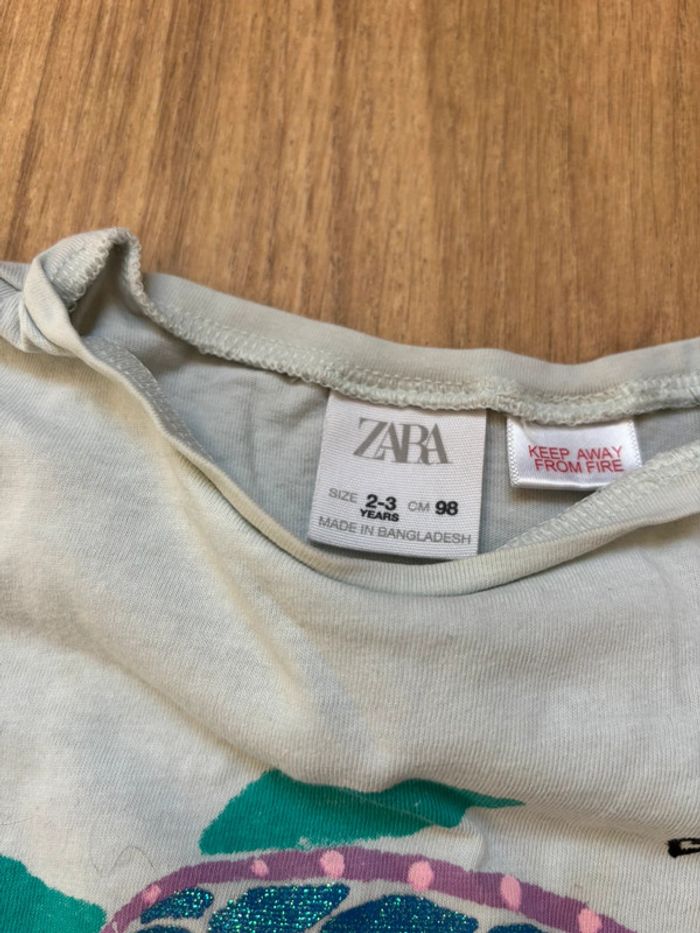 ZARA
SIZE 2-3 YEARS CM 98
MADE IN BANGLADESH
KEEP AWAY
FROM FIRE